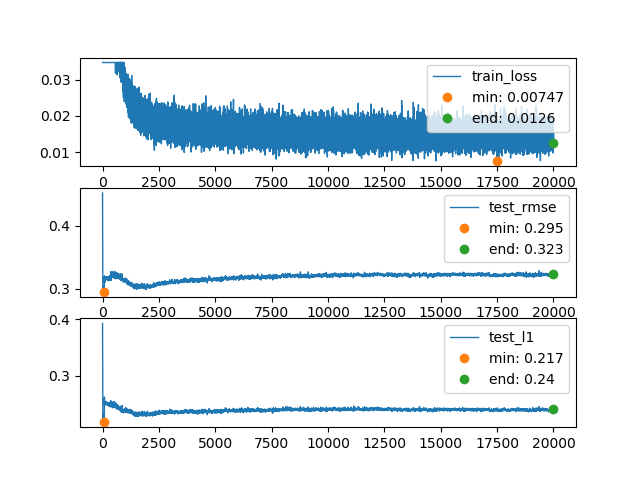 0.03
0.02
0.01
train_loss
min: 0.00747
end: 0.0126
0 2500 5000 7500 10000 12500 15000 17500 20000
0.4
0.3
test_rmse
min: 0.295
end: 0.323
0 2500 5000 7500 10000 12500 15000 17500 20000
0.4
0.3
test_l1
min: 0.217
end: 0.24
0 2500 5000 7500 10000 12500 15000 17500 20000